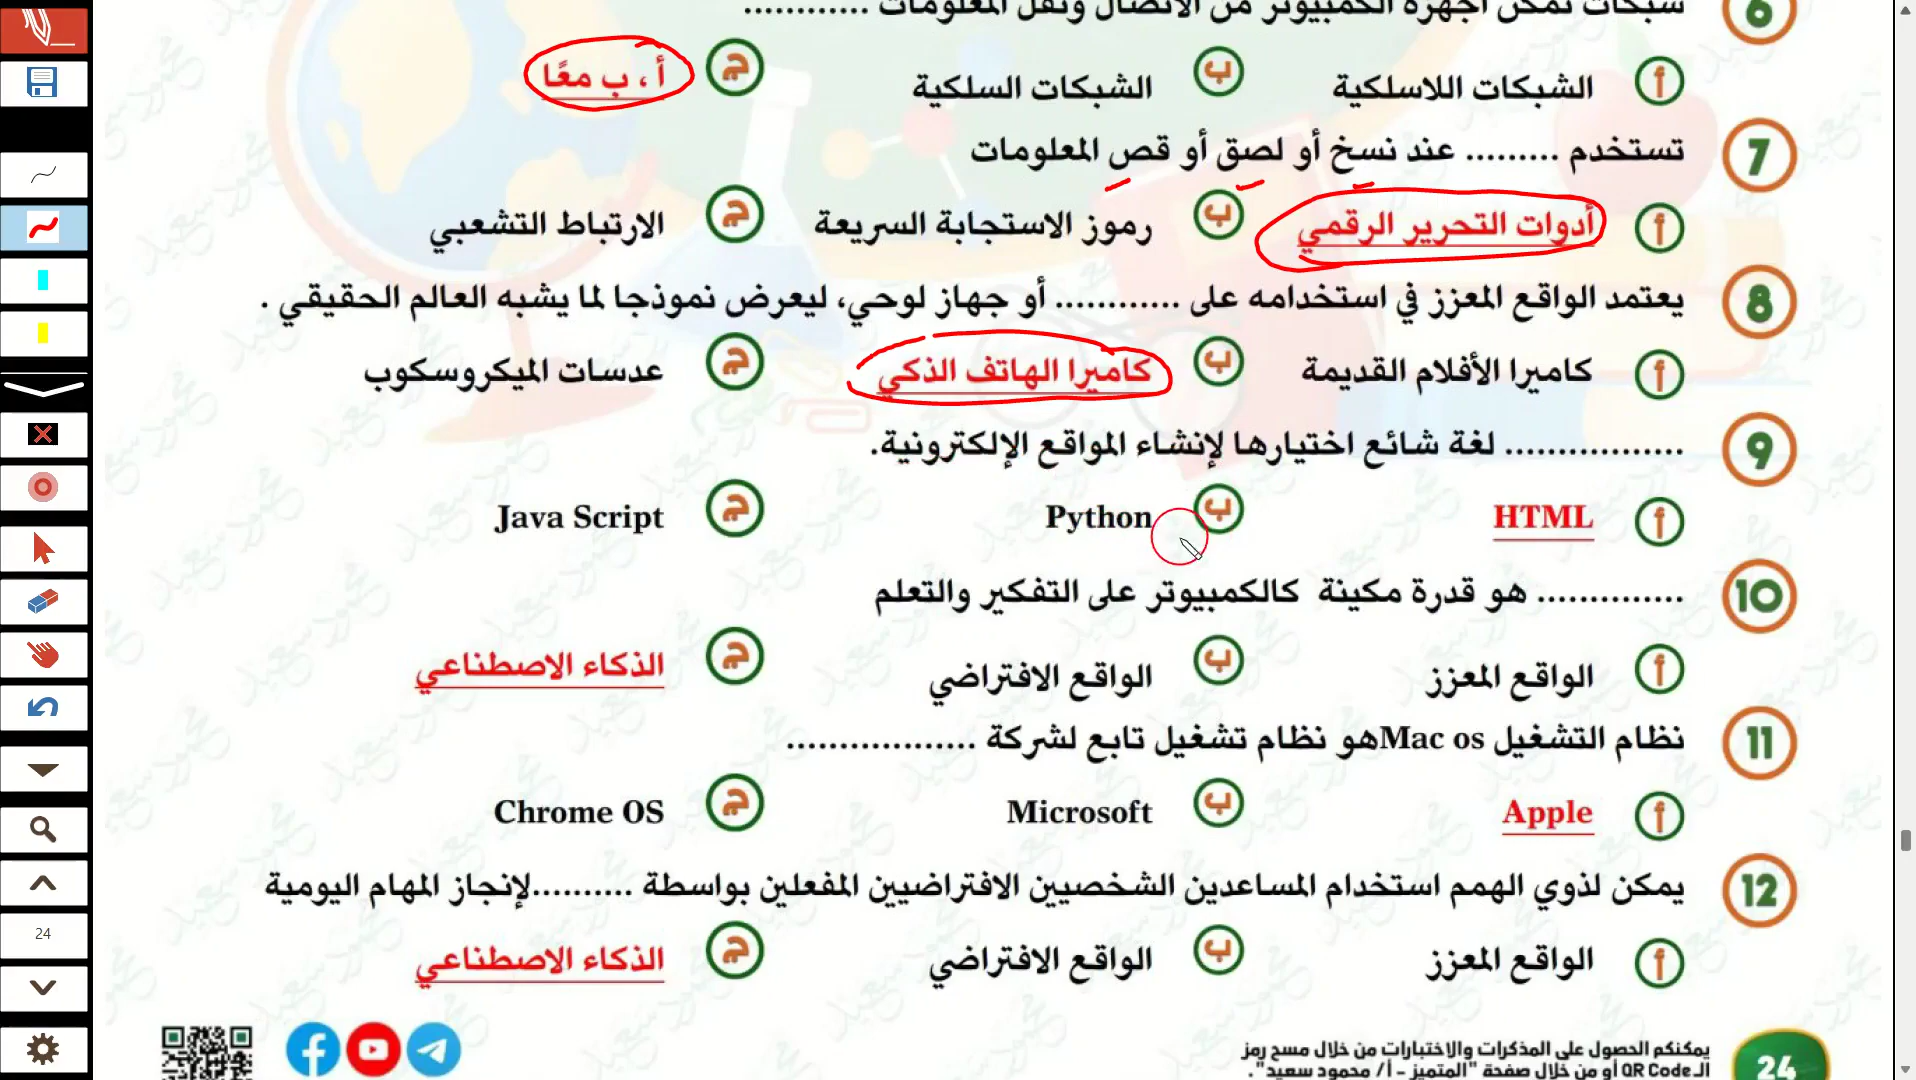 6 شبكات تمكن أجهزة الكمبيوتر من الاتصال ونقل المعلومات ............
أ الشبكات اللاسلكية ب الشبكات السلكية ج أ ، ب معًا
7 تستخدم ......... عند نسخ أو لصق أو قص المعلومات
أ أدوات التحرير الرقمي ب رموز الاستجابة السريعة ج الارتباط التشعبي
8 يعتمد الواقع المعزز في استخدامه على ............ أو جهاز لوحي، ليعرض نموذجا لما يشبه العالم الحقيقي .
أ كاميرا الأفلام القديمة ب كاميرا الهاتف الذكي ج عدسات الميكروسكوب
9 ................. لغة شائع اختيارها لإنشاء المواقع الإلكترونية.
أ HTML ب Python ج Java Script
10 .............. هو قدرة مكينة كالكمبيوتر على التفكير والتعلم
أ الواقع المعزز ب الواقع الافتراضي ج الذكاء الاصطناعي
11 نظام التشغيل Mac os هو نظام تشغيل تابع لشركة ..................
أ Apple ب Microsoft ج Chrome OS
12 يمكن لذوي الهمم استخدام المساعدين الشخصيين الافتراضيين المفعلين بواسطة ..........لإنجاز المهام اليومية
أ الواقع المعزز ب الواقع الافتراضي ج الذكاء الاصطناعي
24
يمكنكم الحصول على المذكرات والاختبارات من خلال مسح رمز
الـ QR Code أو من خلال صفحة "المتميز - أ/ محمود سعيد".
24